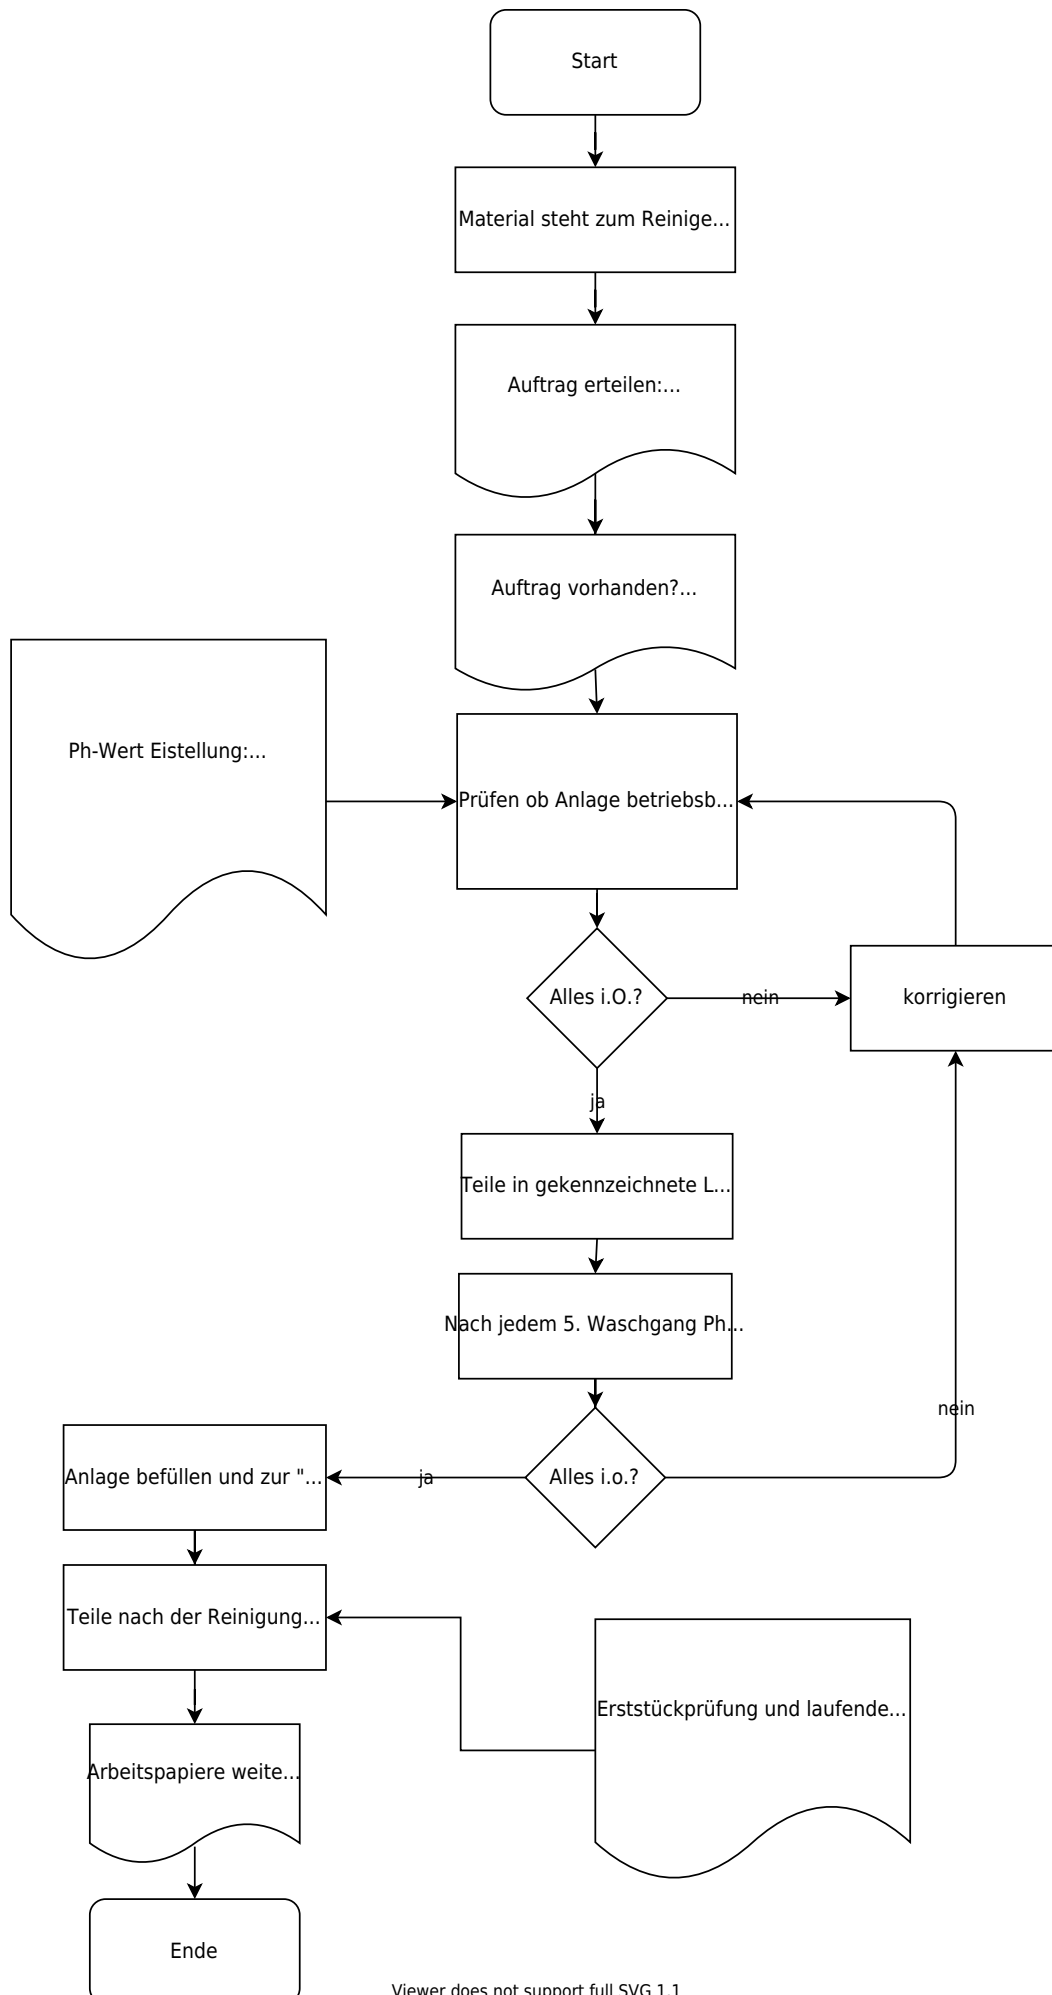 Start
Material steht zum Reinige...
Auftrag erteilen:...
Auftrag vorhanden?...
Ph-Wert Eistellung:...
Prüfen ob Anlage betriebsb...
Alles i.O.?
nein
korrigieren
ja
Teile in gekennzeichnete L...
Nach jedem 5. Waschgang Ph...
nein
Alles i.o.?
ja
Anlage befüllen und zur "...
Teile nach der Reinigung...
Erststückprüfung und laufende...
Arbeitspapiere weite...
Ende
Viewer does not support full SVG 1.1